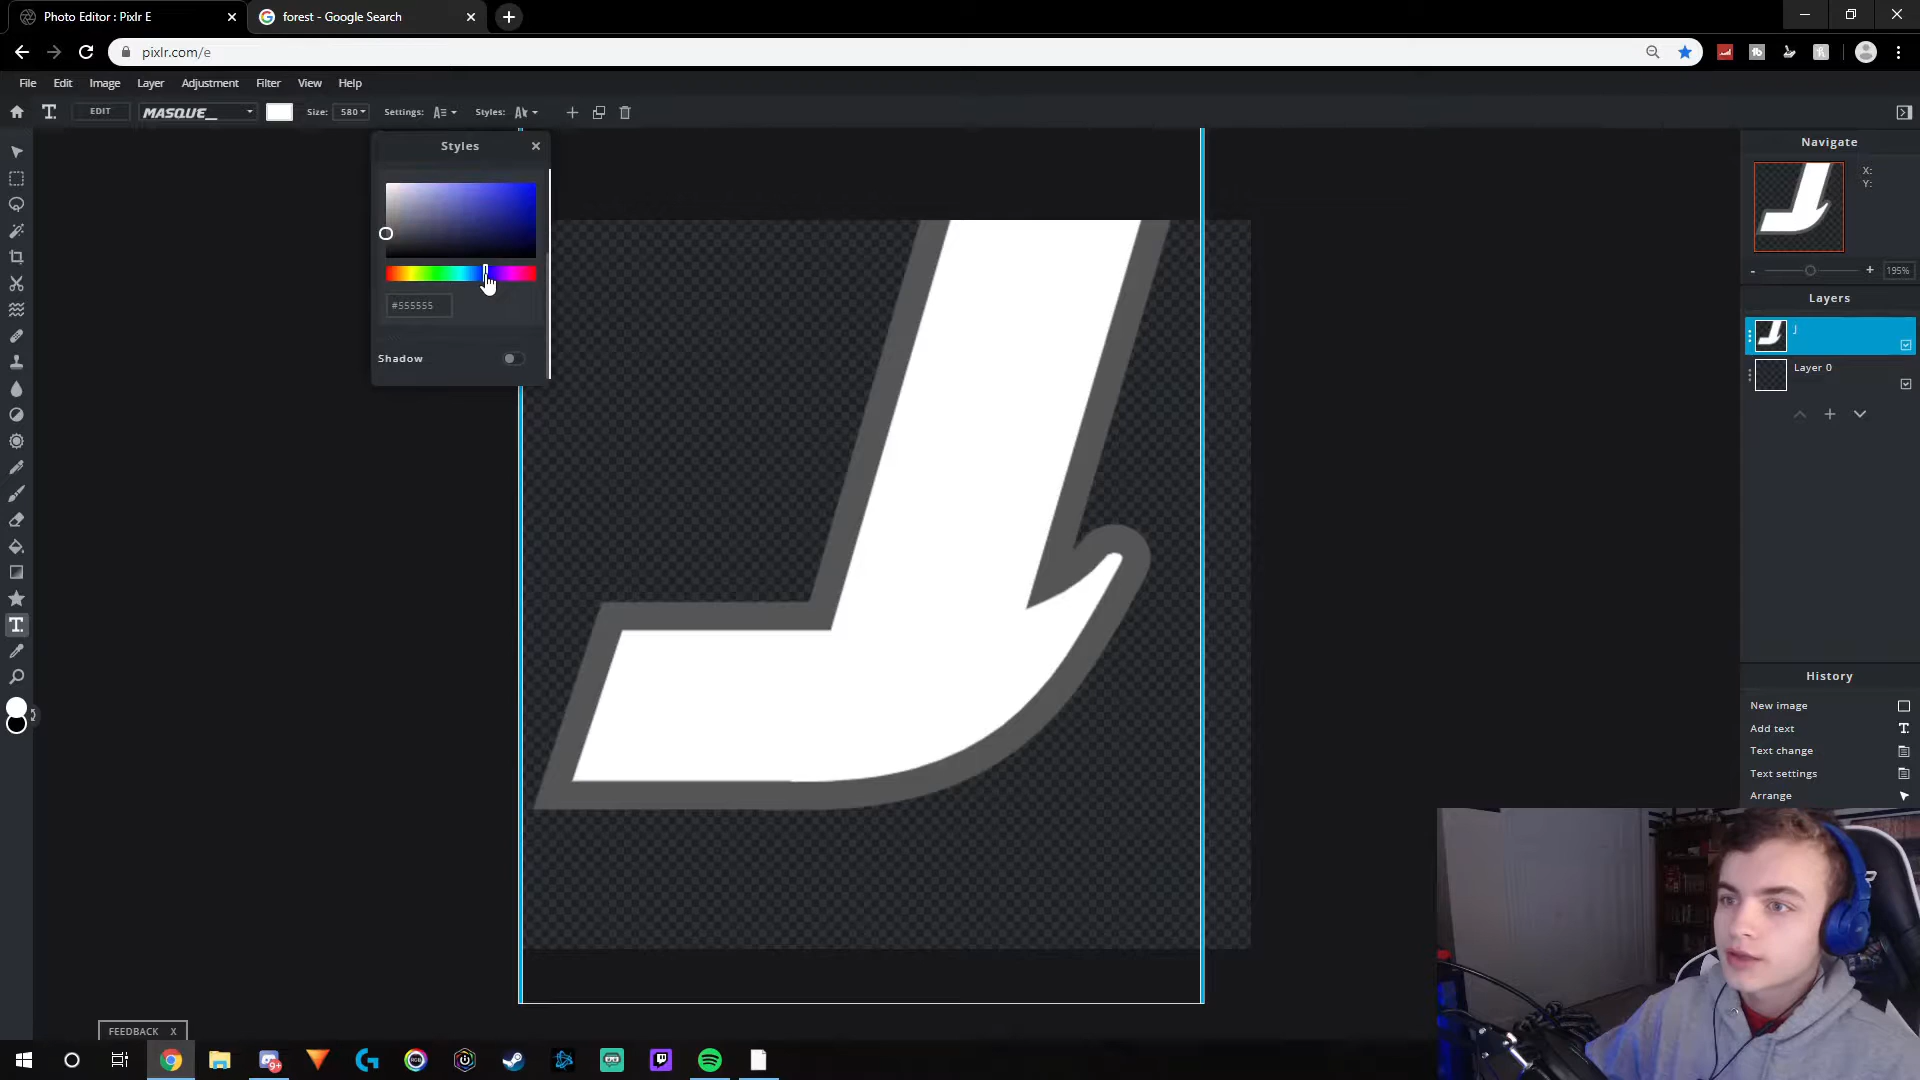 Photo Editor : Pixlr E
forest - Google Search
pixlr.com/e
File Edit Image Layer Adjustment Filter View Help
EDIT MASQUE_ Size: 580 Settings: Styles:
Styles
#555555
Shadow
Navigate
X:
Y:
- + 195%
Layers
J
Layer 0
History
New image
Add text
Text change
Text settings
Arrange
FEEDBACK X